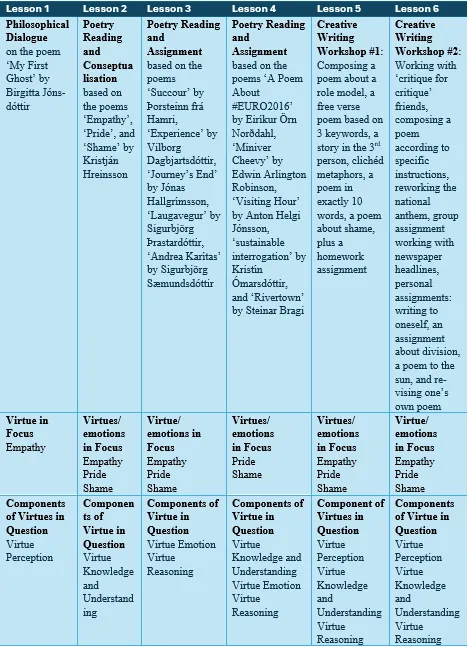 Lesson 1
Lesson 2
Lesson 3
Lesson 4
Lesson 5
Lesson 6
Philosophical
Dialogue
on the poem
‘My First
Ghost’ by
Birgitta Jóns-
dóttir
Poetry
Reading
and
Conseptua
lisation
based on
the poems
‘Empathy’,
‘Pride’, and
‘Shame’ by
Kristján
Hreinsson
Poetry Reading
and
Assignment
based on the
poems
‘Succour’ by
Þorsteinn frá
Hamri,
‘Experience’ by
Vilborg
Dagbjartsdóttir,
‘Journey’s End’
by Jónas
Hallgrímsson,
‘Laugavegur’ by
Sigurbjörg
Þrastardóttir,
‘Andrea Karitas’
by Sigurbjörg
Sæmundsdóttir
Poetry Reading
and
Assignment
based on the
poems ‘A Poem
About
#EURO2016’
by Eirikur Örn
Norðdahl,
‘Miniver
Cheevy’ by
Edwin Arlington
Robinson,
‘Visiting Hour’
by Anton Helgi
Jónsson,
‘sustainable
interrogation’ by
Kristín
Ómarsdóttir,
and ‘Rivertown’
by Steinar Bragi
Creative
Writing
Workshop #1:
Composing a
poem about a
role model, a
free verse
poem based on
3 keywords, a
story in the 3rd
person, clichéd
metaphors, a
poem in
exactly 10
words, a poem
about shame,
plus a
homework
assignment
Creative
Writing
Workshop #2:
Working with
‘critique for
critique’
friends,
composing a
poem
according to
specific
instructions,
reworking the
national
anthem, group
assignment
working with
newspaper
headlines,
personal
assignments:
writing to
oneself, an
assignment
about division,
a poem to the
sun, and re-
vising one’s
own poem
Virtue in
Focus
Empathy
Virtues/
emotions
in Focus
Empathy
Pride
Shame
Virtue/
emotions in
Focus
Empathy
Pride
Shame
Virtues/
emotions
in Focus
Pride
Shame
Virtues/
emotions
in Focus
Empathy
Pride
Shame
Virtue/
emotions
in Focus
Empathy
Pride
Shame
Components
of Virtues in
Question
Virtue
Perception
Componen
ts of
Virtue in
Question
Virtue
Knowledge
and
Understand
ing
Components of
Virtue in
Question
Virtue Emotion
Virtue
Reasoning
Components of
Virtue in
Question
Virtue
Knowledge and
Understanding
Virtue Emotion
Virtue
Reasoning
Component of
Virtues in
Question
Virtue
Perception
Virtue
Knowledge
and
Understanding
Virtue
Reasoning
Components
of Virtue in
Question
Virtue
Perception
Virtue
Knowledge
and
Understanding
Virtue
Reasoning